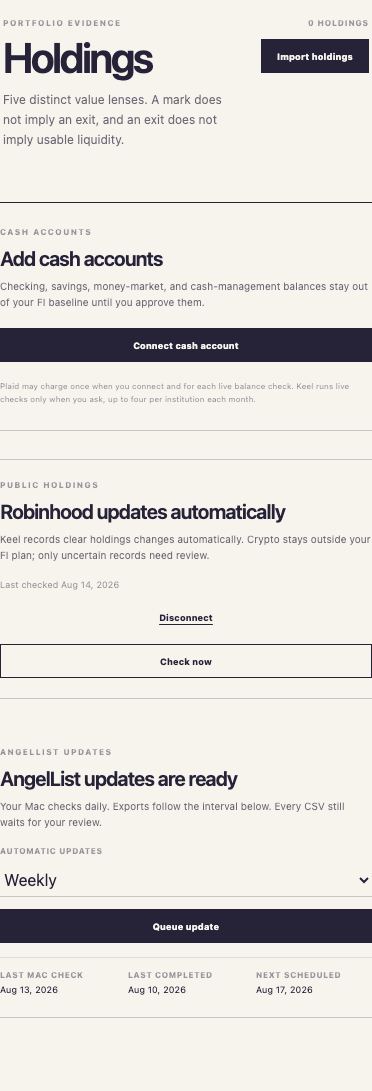 PORTFOLIO EVIDENCE
0 HOLDINGS
Holdings
Import holdings
Five distinct value lenses. A mark does
not imply an exit, and an exit does not
imply usable liquidity.
CASH ACCOUNTS
Add cash accounts
Checking, savings, money-market, and cash-management balances stay out
of your FI baseline until you approve them.
Connect cash account
Plaid may charge once when you connect and for each live balance check. Keel runs live
checks only when you ask, up to four per institution each month.
PUBLIC HOLDINGS
Robinhood updates automatically
Keel records clear holdings changes automatically. Crypto stays outside your
FI plan; only uncertain records need review.
Last checked Aug 14, 2026
Disconnect
Check now
ANGELLIST UPDATES
AngelList updates are ready
Your Mac checks daily. Exports follow the interval below. Every CSV still
waits for your review.
AUTOMATIC UPDATES
Weekly
Queue update
LAST MAC CHECK
Aug 13, 2026
LAST COMPLETED
Aug 10, 2026
NEXT SCHEDULED
Aug 17, 2026